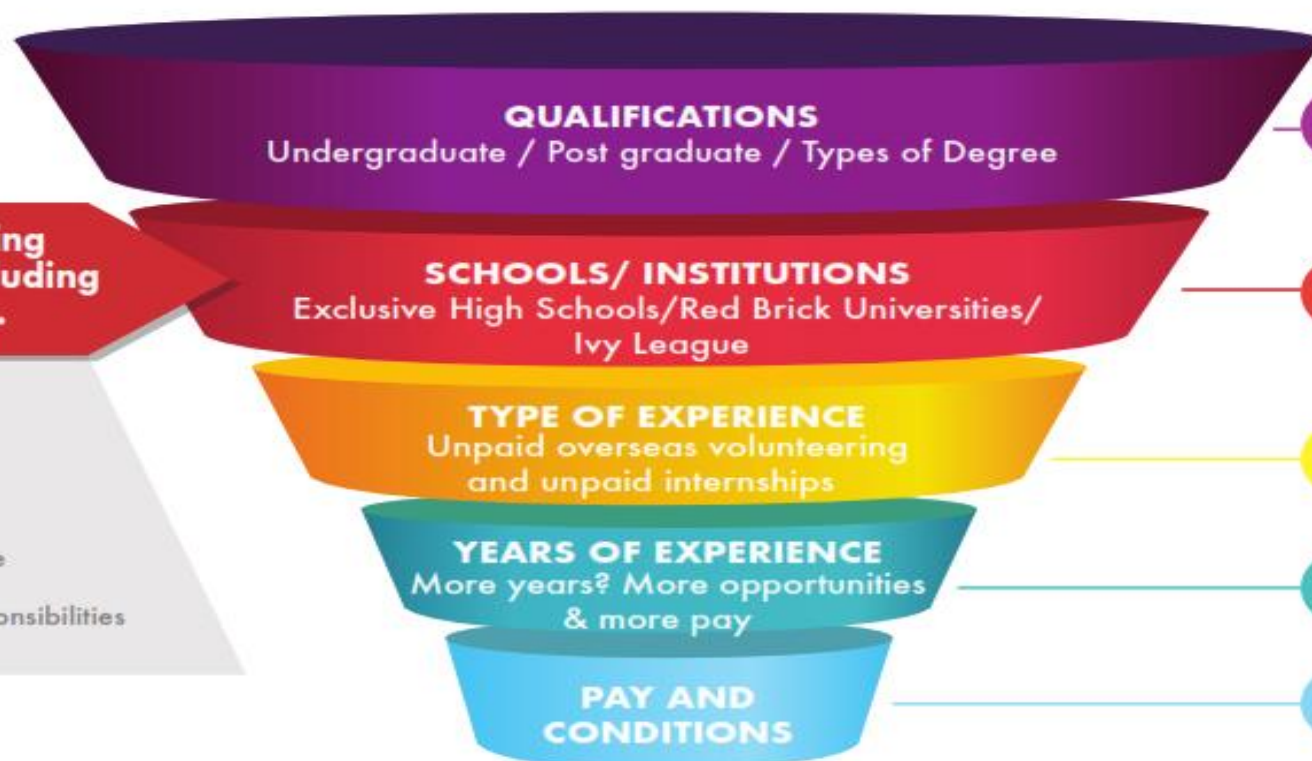 QUALIFICATIONS
Undergraduate / Post graduate / Types of Degree
SCHOOLS/ INSTITUTIONS
Exclusive High Schools/Red Brick Universities/
Ivy League
TYPE OF EXPERIENCE
Unpaid overseas volunteering
and unpaid internships
YEARS OF EXPERIENCE
More years? More opportunities
& more pay
PAY AND
CONDITIONS